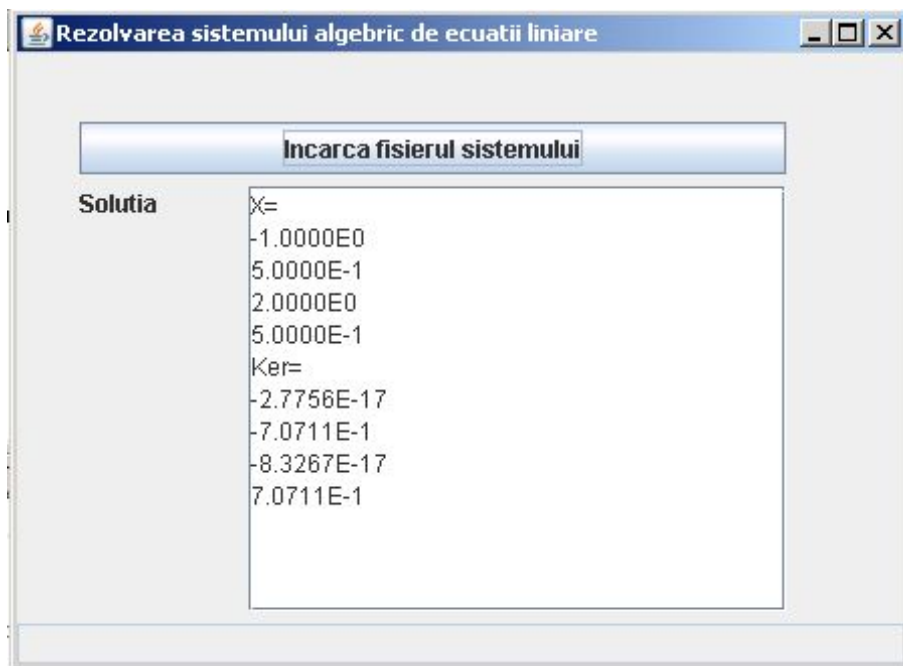 Rezolvarea sistemului algebric de ecuatii liniare
Incarca fisierul sistemului
Solutia
X=
-1.0000E0
5.0000E-1
2.0000E0
5.0000E-1
Ker=
-2.7756E-17
-7.0711E-1
-8.3267E-17
7.0711E-1